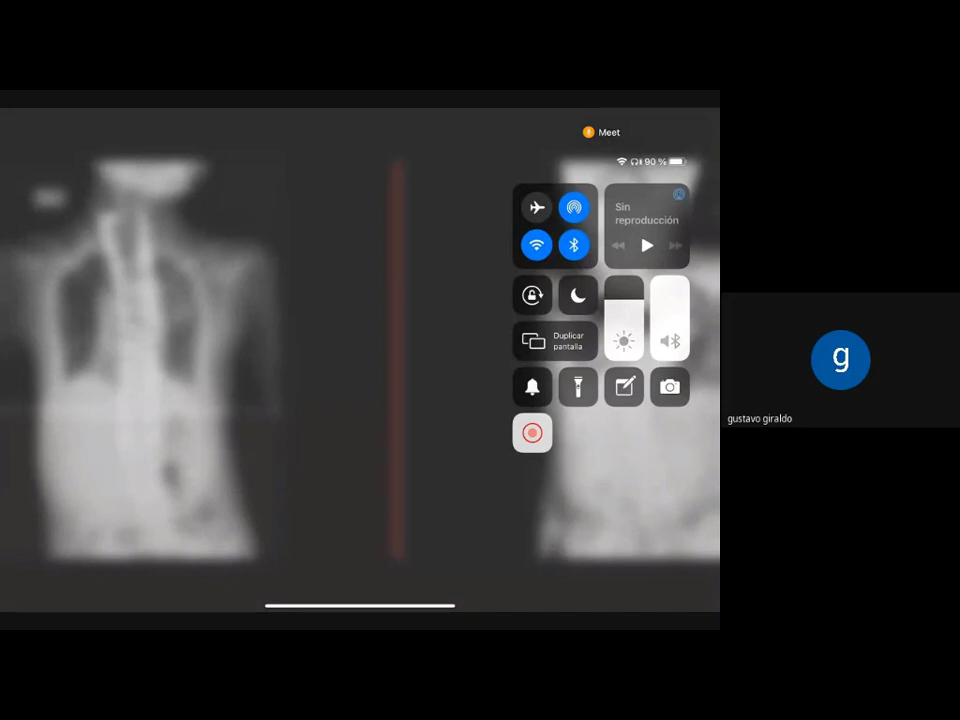 Meet
90 %
Sin
reproducción
Duplicar
pantalla
g
gustavo giraldo